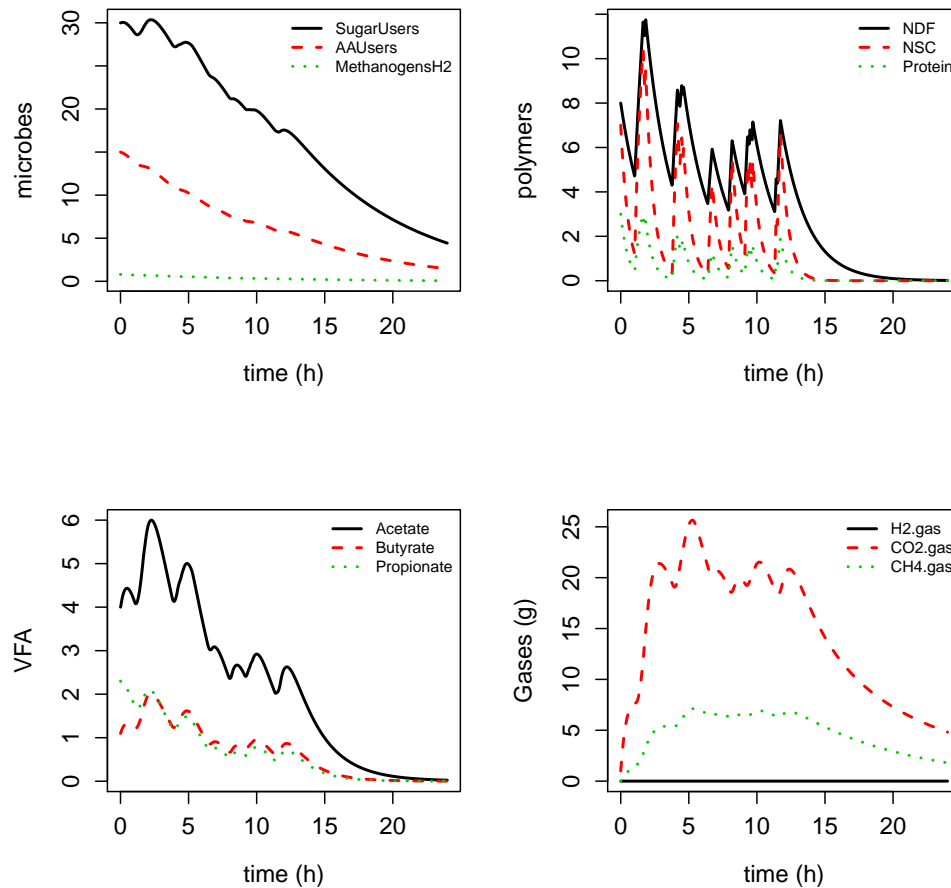 microbes
30
20
10
5
0
SugarUsers
AAUsers
MethanogensH2
0 5 10 15 20
time (h)
polymers
10
8
6
4
2
0
NDF
NSC
Protein
0 5 10 15 20
time (h)
VFA
6
5
4
3
2
1
0
Acetate
Butyrate
Propionate
0 5 10 15 20
time (h)
Gases (g)
25
20
15
10
5
0
H2.gas
CO2.gas
CH4.gas
0 5 10 15 20
time (h)